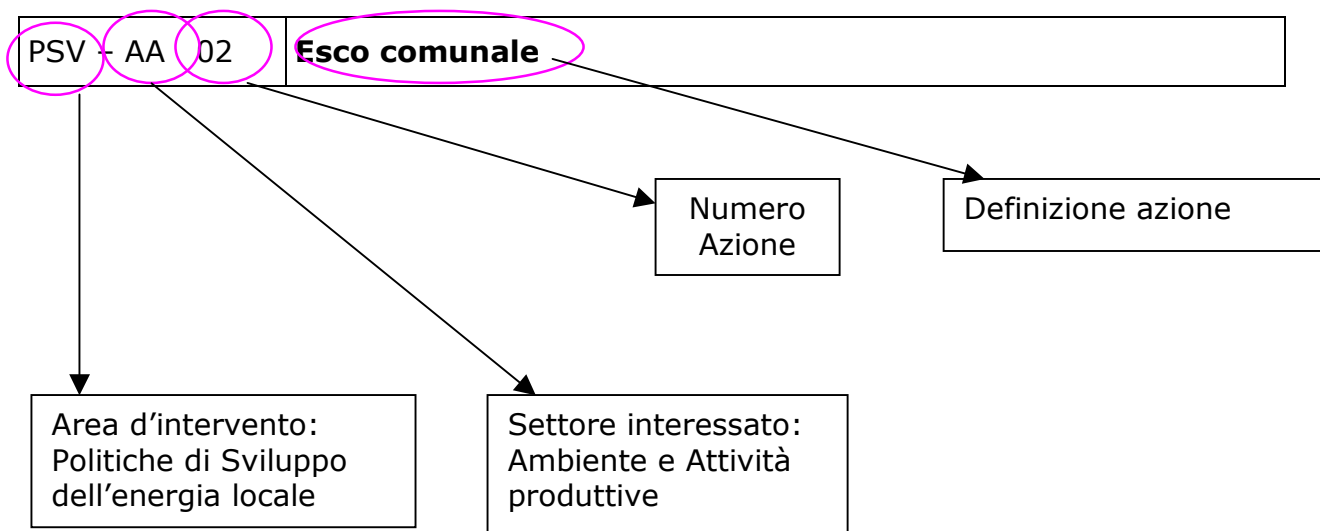 PSV – AA 02 Esco comunale
Numero
Azione
Definizione azione
Area d’intervento:
Politiche di Sviluppo
dell’energia locale
Settore interessato:
Ambiente e Attività
produttive